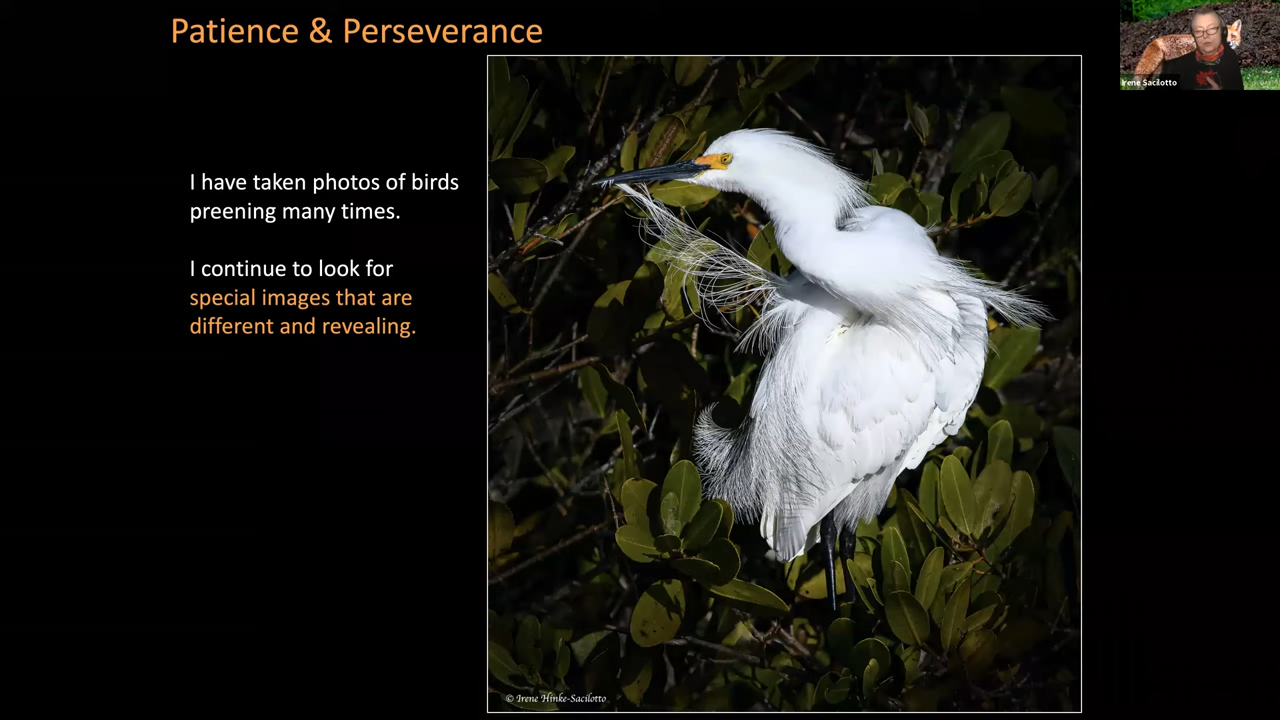 Patience & Perseverance
Irene Sacilotto
I have taken photos of birds
preening many times.
I continue to look for
special images that are
different and revealing.
© Irene Hinke-Sacilotto